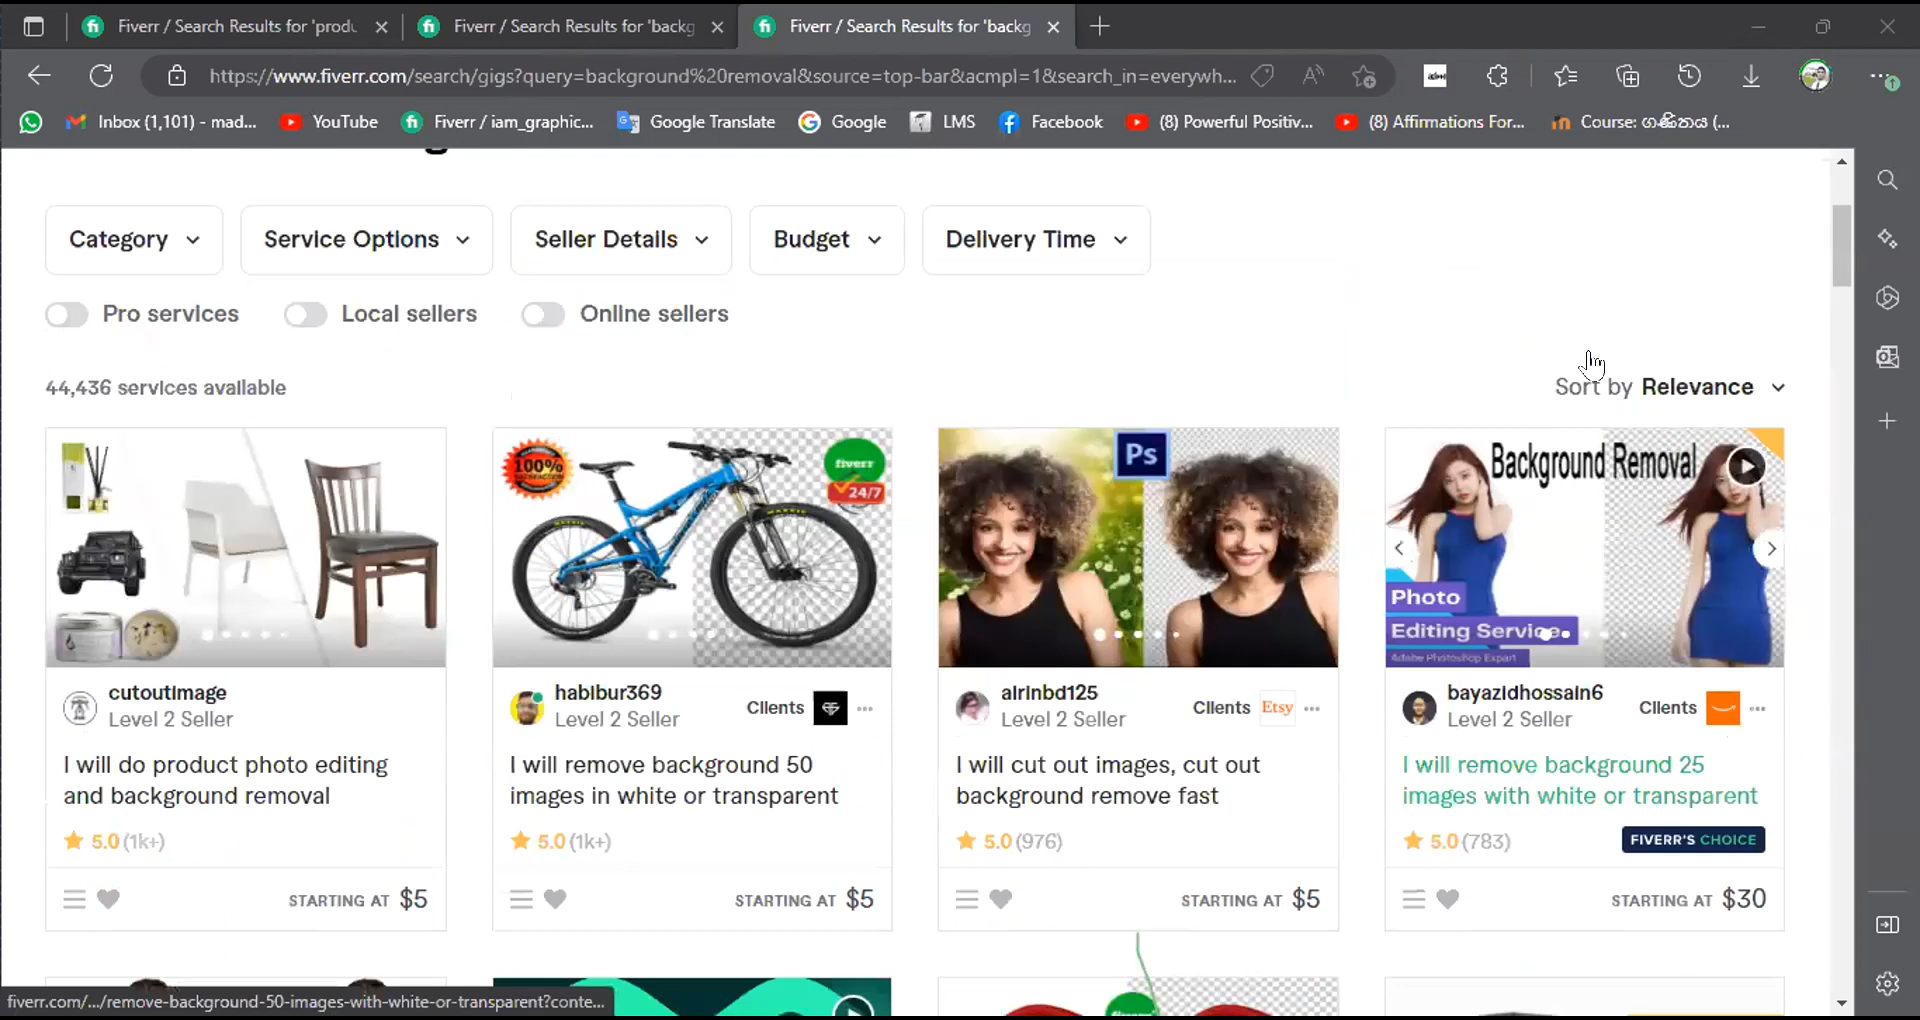 Fiverr / Search Results for 'produ
Fiverr / Search Results for 'backg
Fiverr / Search Results for 'backg
https://www.fiverr.com/search/gigs?query=background%20removal&source=top-bar&acmpl=1&search_in=everywh...
Inbox (1,101) - mad...
YouTube
Fiverr / iam_graphic...
Google Translate
Google
LMS
Facebook
(8) Powerful Positiv...
(8) Affirmations For...
Course: ගණිතය (...
Category
Service Options
Seller Details
Budget
Delivery Time
Pro services
Local sellers
Online sellers
44,436 services available
Sort by Relevance
100%
SATISFACTION
fiverr
24/7
MAXXIS
MAXXIS
Ps
Background Removal
Photo
Editing Service
Adobe Photoshop Expart
cutoutimage
Level 2 Seller
I will do product photo editing
and background removal
5.0 (1k+)
STARTING AT $5
habibur369
Level 2 Seller
Clients
I will remove background 50
images in white or transparent
5.0 (1k+)
STARTING AT $5
airinbd125
Level 2 Seller
Clients
Etsy
I will cut out images, cut out
background remove fast
5.0 (976)
STARTING AT $5
bayazidhossain6
Level 2 Seller
Clients
I will remove background 25
images with white or transparent
5.0 (783)
FIVERR'S CHOICE
STARTING AT $30
fiverr
fiverr.com/.../remove-background-50-images-with-white-or-transparent?conte...